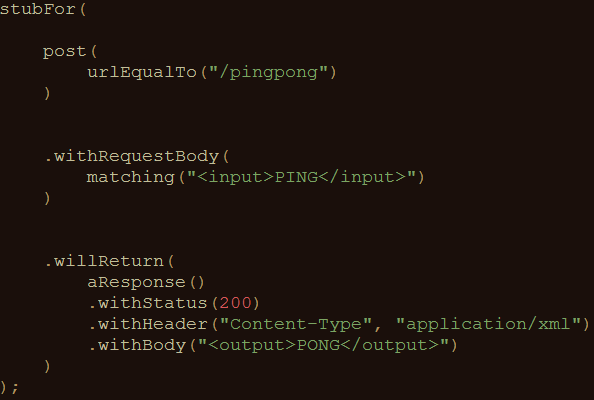 stubFor(
post(
urlEqualTo("/pingpong")
)
.withRequestBody(
matching("<input>PING</input>")
)
.willReturn(
aResponse()
.withStatus(200)
.withHeader("Content-Type", "application/xml")
.withBody("<output>PONG</output>")
)
);